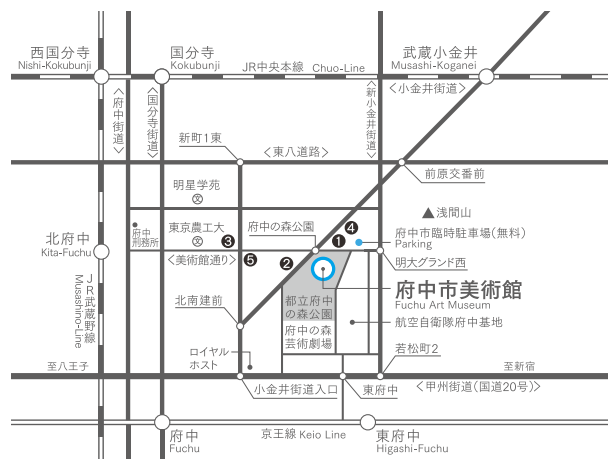 西国分寺
Nishi-Kokubunji
国分寺
Kokubunji
武蔵小金井
Musashi-Koganei
JR中央本線 Chuo-Line
〈小金井街道〉
〈府中街道〉
〈国分寺街道〉
〈新小金井街道〉
新町1東
〈東八道路〉
前原交番前
明星学苑
文
浅間山
府中刑務所
東京農工大
文
❸
府中の森公園
❹
❶
府中市臨時駐車場(無料)
Parking
北府中
Kita-Fuchu
〈美術館通り〉
❺
❷
明大グランド西
府中市美術館
Fuchu Art Museum
JR武蔵野線
Musashino-Line
北南建前
都立府中の森公園
航空自衛隊府中基地
府中の森芸術劇場
ロイヤルホスト
若松町2
至八王子
至新宿
小金井街道入口
東府中
〈甲州街道(国道20号)〉
府中
Fuchu
京王線 Keio Line
東府中
Higashi-Fuchu